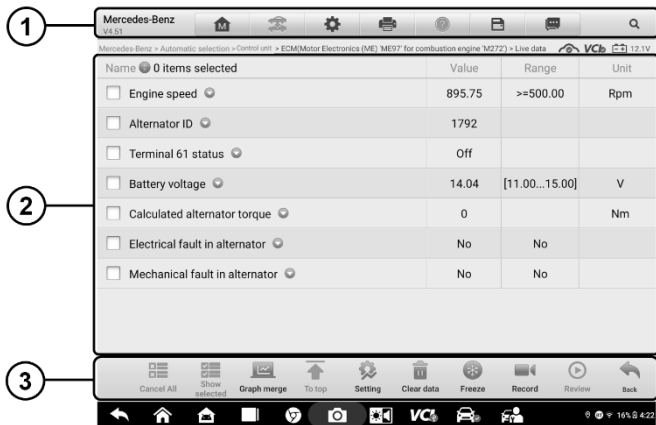 1
Mercedes-Benz
V4.51
Mercedes-Benz > Automatic selection > Control unit > ECM(Motor Electronics (ME) 'ME97' for combustion engine 'M272') > Live data VCI 12.1V
2
Name 0 items selected Value Range Unit
Engine speed 895.75 >=500.00 Rpm
Alternator ID 1792
Terminal 61 status Off
Battery voltage 14.04 [11.00...15.00] V
Calculated alternator torque 0 Nm
Electrical fault in alternator No No
Mechanical fault in alternator No No
3
Cancel All Show selected Graph merge To top Setting Clear data Freeze Record Review Back
VCI 16% 4:22